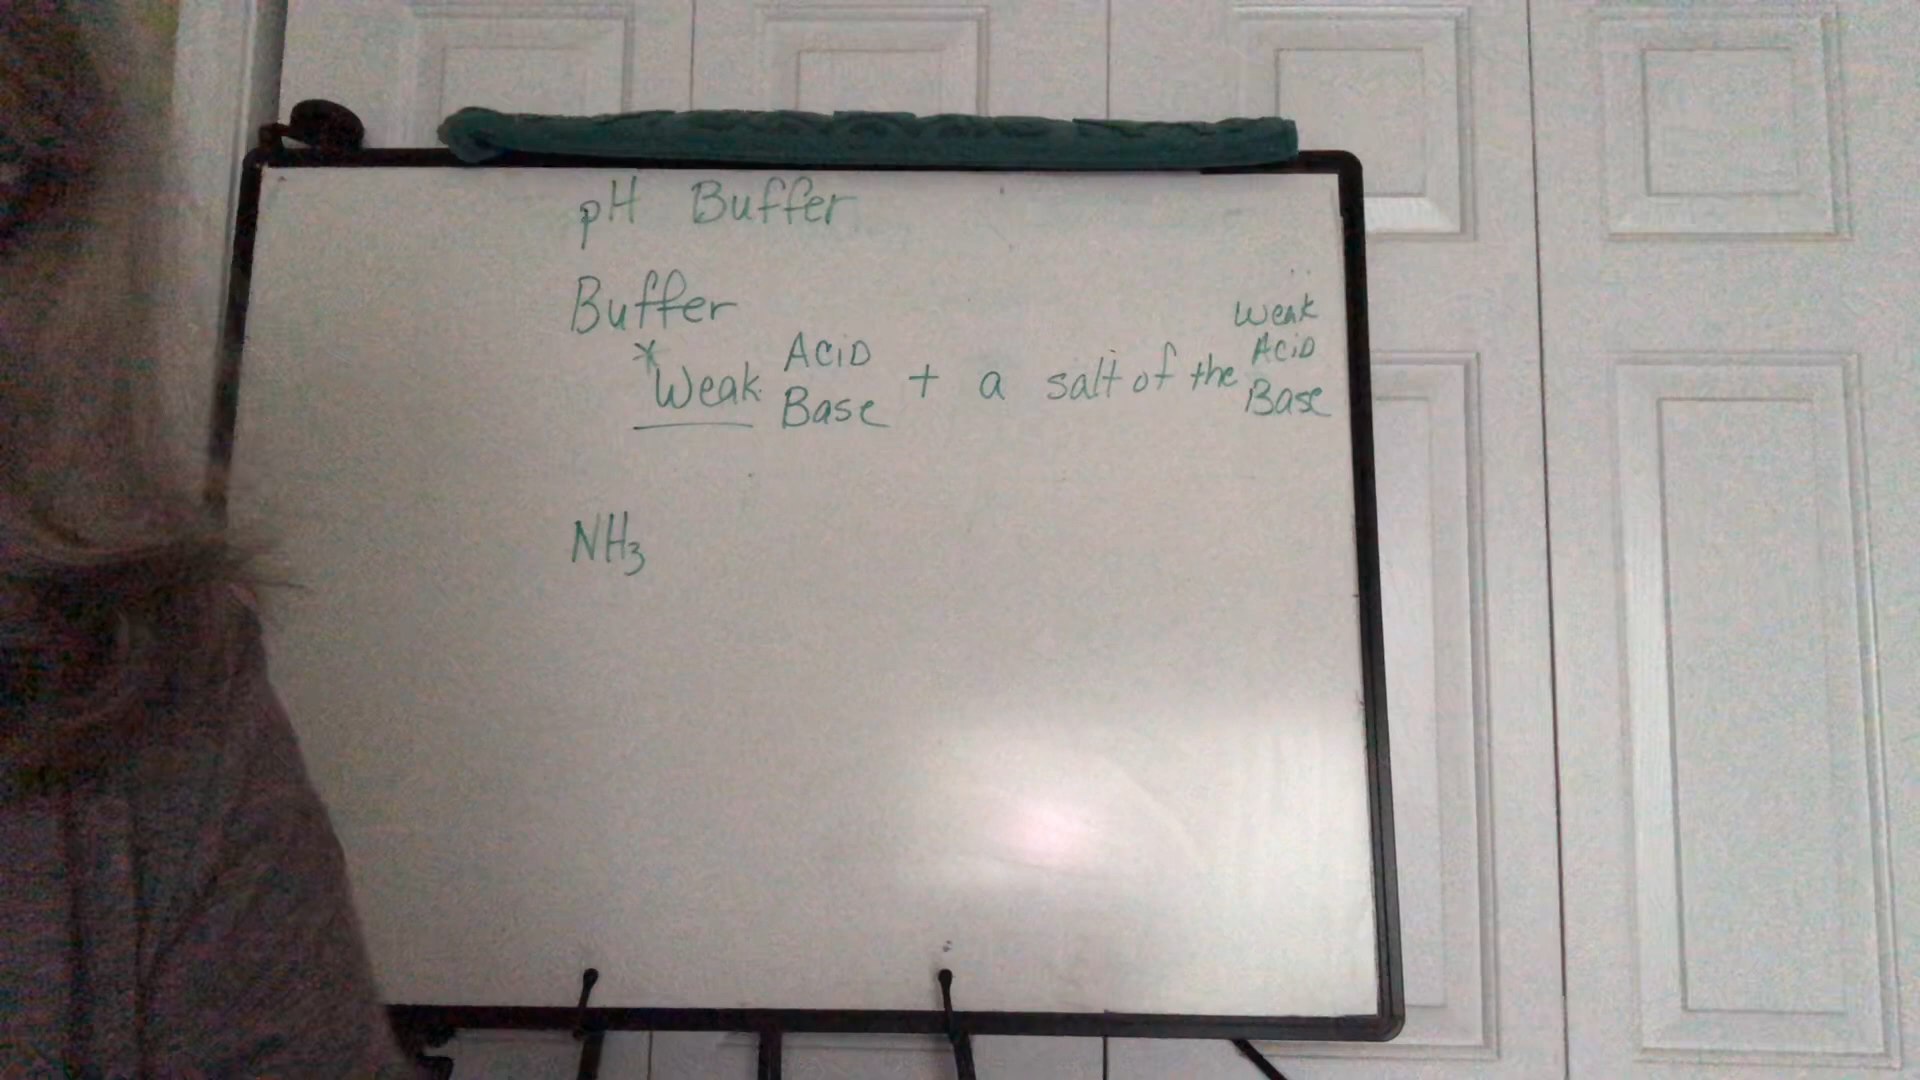 pH Buffer
Buffer
* Weak Acid Base + a salt of the Weak Acid Base
NH3